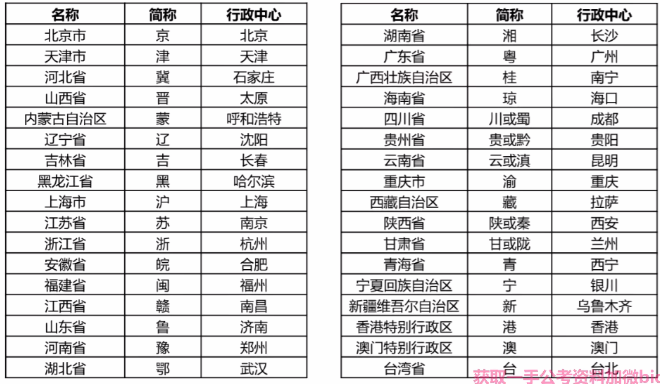 名称 简称 行政中心
北京市 京 北京
天津市 津 天津
河北省 冀 石家庄
山西省 晋 太原
内蒙古自治区 蒙 呼和浩特
辽宁省 辽 沈阳
吉林省 吉 长春
黑龙江省 黑 哈尔滨
上海市 沪 上海
江苏省 苏 南京
浙江省 浙 杭州
安徽省 皖 合肥
福建省 闽 福州
江西省 赣 南昌
山东省 鲁 济南
河南省 豫 郑州
湖北省 鄂 武汉
名称 简称 行政中心
湖南省 湘 长沙
广东省 粤 广州
广西壮族自治区 桂 南宁
海南省 琼 海口
四川省 川或蜀 成都
贵州省 贵或黔 贵阳
云南省 云或滇 昆明
重庆市 渝 重庆
西藏自治区 藏 拉萨
陕西省 陕或秦 西安
甘肃省 甘或陇 兰州
青海省 青 西宁
宁夏回族自治区 宁 银川
新疆维吾尔自治区 新 乌鲁木齐
香港特别行政区 港 香港
澳门特别行政区 澳 澳门
台湾省 台 台北
获取一手公考资料加微bir